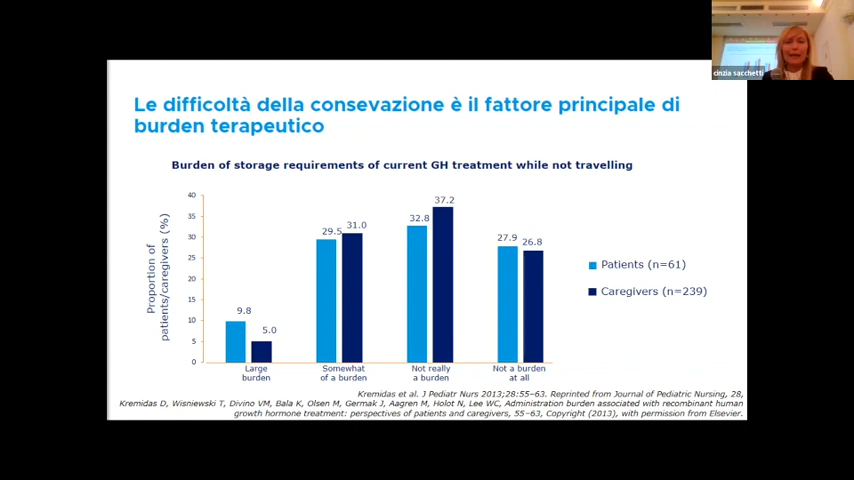 cinzia sacchetti
Le difficoltà della consevazione è il fattore principale di
burden terapeutico
Burden of storage requirements of current GH treatment while not travelling
Proportion of
patients/caregivers (%)
40
35
30
25
20
15
10
5
0
9.8
5.0
29.5
31.0
32.8
37.2
27.9
26.8
Large
burden
Somewhat
of a burden
Not really
a burden
Not a burden
at all
Patients (n=61)
Caregivers (n=239)
Kremidas et al. J Pediatr Nurs 2013;28:55–63. Reprinted from Journal of Pediatric Nursing, 28,
Kremidas D, Wisniewski T, Divino VM, Bala K, Olsen M, Germak J, Aagren M, Holot N, Lee WC, Administration burden associated with recombinant human
growth hormone treatment: perspectives of patients and caregivers, 55–63, Copyright (2013), with permission from Elsevier.